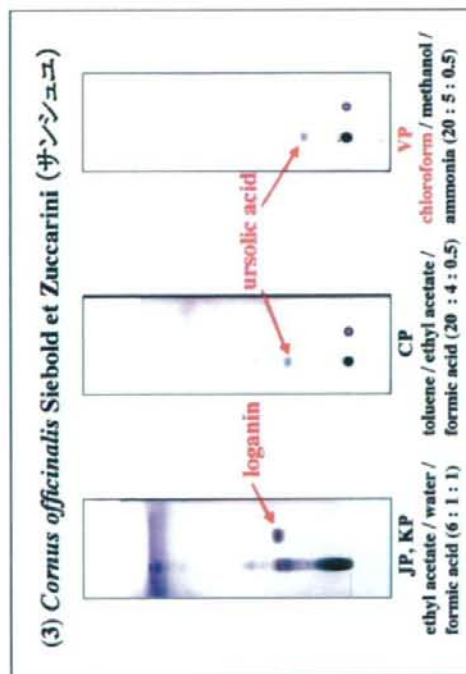 (3) Cornus officinalis Siebold et Zuccarini (サンシュユ)
loganin
ursolic acid
JP, KP
ethyl acetate / water /
formic acid (6 : 1 : 1)
CP
toluene / ethyl acetate /
formic acid (20 : 4 : 0.5)
VP
chloroform / methanol /
ammonia (20 : 5 : 0.5)